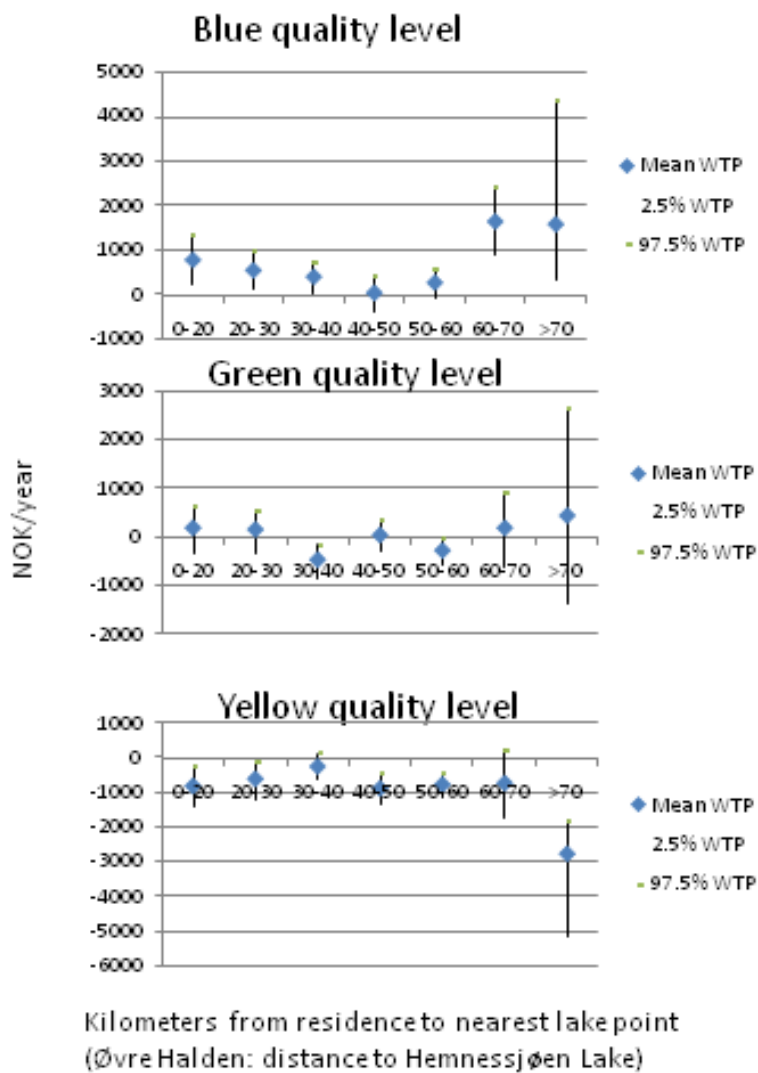 Blue quality level
5000
4000
3000
2000
1000
0
-1000
0-20 20-30 30-40 40-50 50-60 60-70 >70
Mean WTP
2.5% WTP
97.5% WTP
Green quality level
3000
2000
1000
0
-1000
-2000
0-20 20-30 30-40 40-50 50-60 60-70 >70
Mean WTP
2.5% WTP
97.5% WTP
NOK/year
Yellow quality level
1000
0
-1000
-2000
-3000
-4000
-5000
-6000
0-20 20-30 30-40 40-50 50-60 60-70 >70
Mean WTP
2.5% WTP
97.5% WTP
Kilometers from residence to nearest lake point
(Øvre Halden: distance to Hemnessjøen Lake)